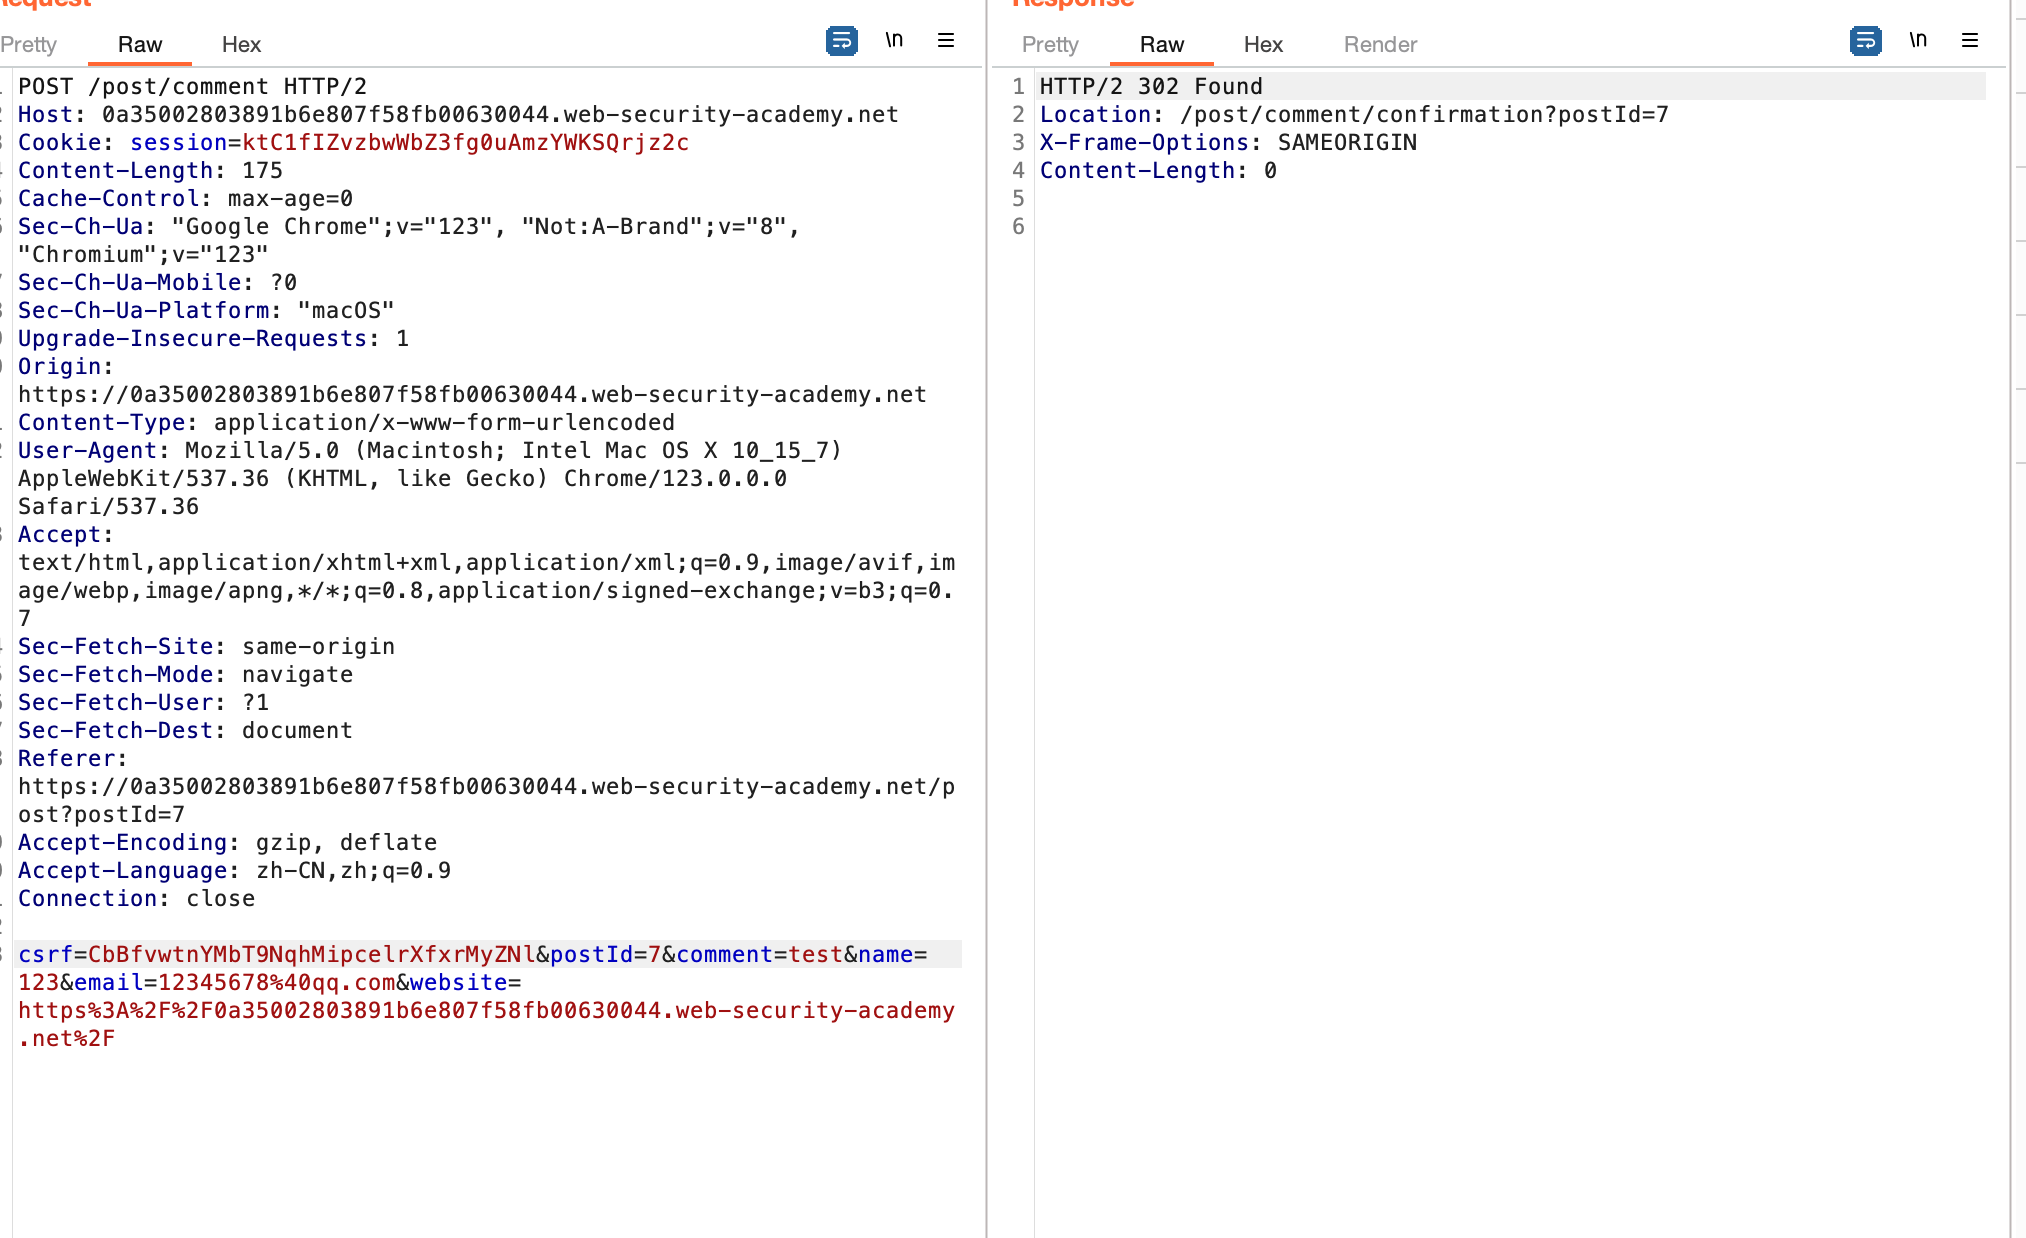 Request
Pretty Raw Hex \n
POST /post/comment HTTP/2
Host: 0a35002803891b6e807f58fb00630044.web-security-academy.net
Cookie: session=ktC1fIZvzbwWbZ3fg0uAmzYWKSQrjz2c
Content-Length: 175
Cache-Control: max-age=0
Sec-Ch-Ua: "Google Chrome";v="123", "Not:A-Brand";v="8",
"Chromium";v="123"
Sec-Ch-Ua-Mobile: ?0
Sec-Ch-Ua-Platform: "macOS"
Upgrade-Insecure-Requests: 1
Origin:
https://0a35002803891b6e807f58fb00630044.web-security-academy.net
Content-Type: application/x-www-form-urlencoded
User-Agent: Mozilla/5.0 (Macintosh; Intel Mac OS X 10_15_7)
AppleWebKit/537.36 (KHTML, like Gecko) Chrome/123.0.0.0
Safari/537.36
Accept:
text/html,application/xhtml+xml,application/xml;q=0.9,image/avif,im
age/webp,image/apng,*/*;q=0.8,application/signed-exchange;v=b3;q=0.
7
Sec-Fetch-Site: same-origin
Sec-Fetch-Mode: navigate
Sec-Fetch-User: ?1
Sec-Fetch-Dest: document
Referer:
https://0a35002803891b6e807f58fb00630044.web-security-academy.net/p
ost?postId=7
Accept-Encoding: gzip, deflate
Accept-Language: zh-CN,zh;q=0.9
Connection: close
csrf=CbBfvwtnYMbT9NqhMipcelrXfxrMyZNl&postId=7&comment=test&name=
123&email=12345678%40qq.com&website=
https%3A%2F%2F0a35002803891b6e807f58fb00630044.web-security-academy
.net%2F
Response
Pretty Raw Hex Render \n
1 HTTP/2 302 Found
2 Location: /post/comment/confirmation?postId=7
3 X-Frame-Options: SAMEORIGIN
4 Content-Length: 0
5
6